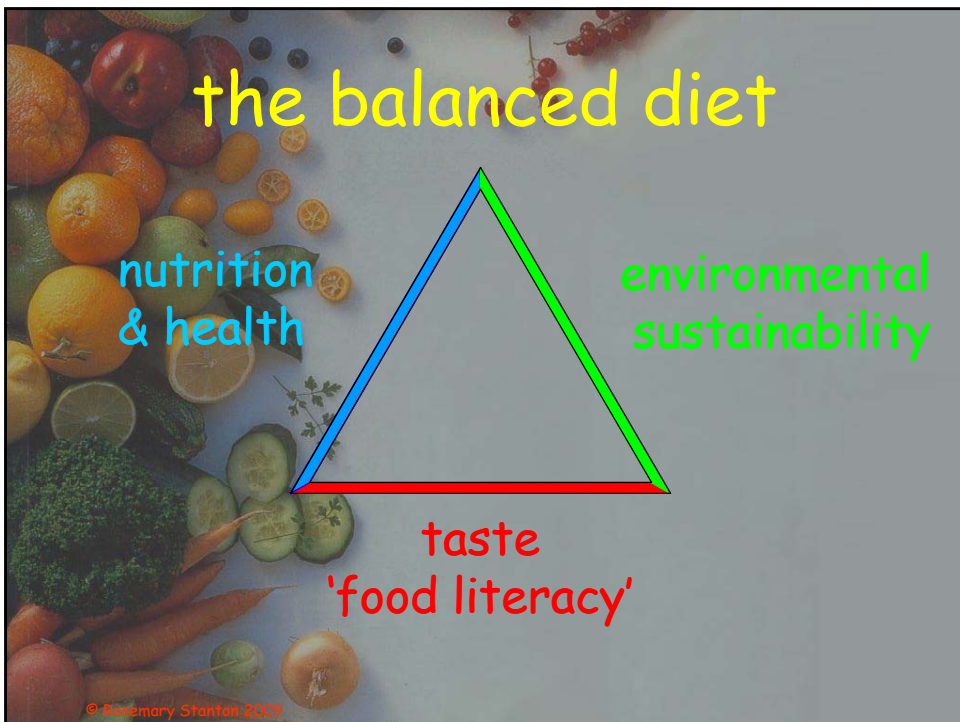 the balanced diet
nutrition
& health
environmental
sustainability
taste
‘food literacy’
© Rosemary Stanton 2009